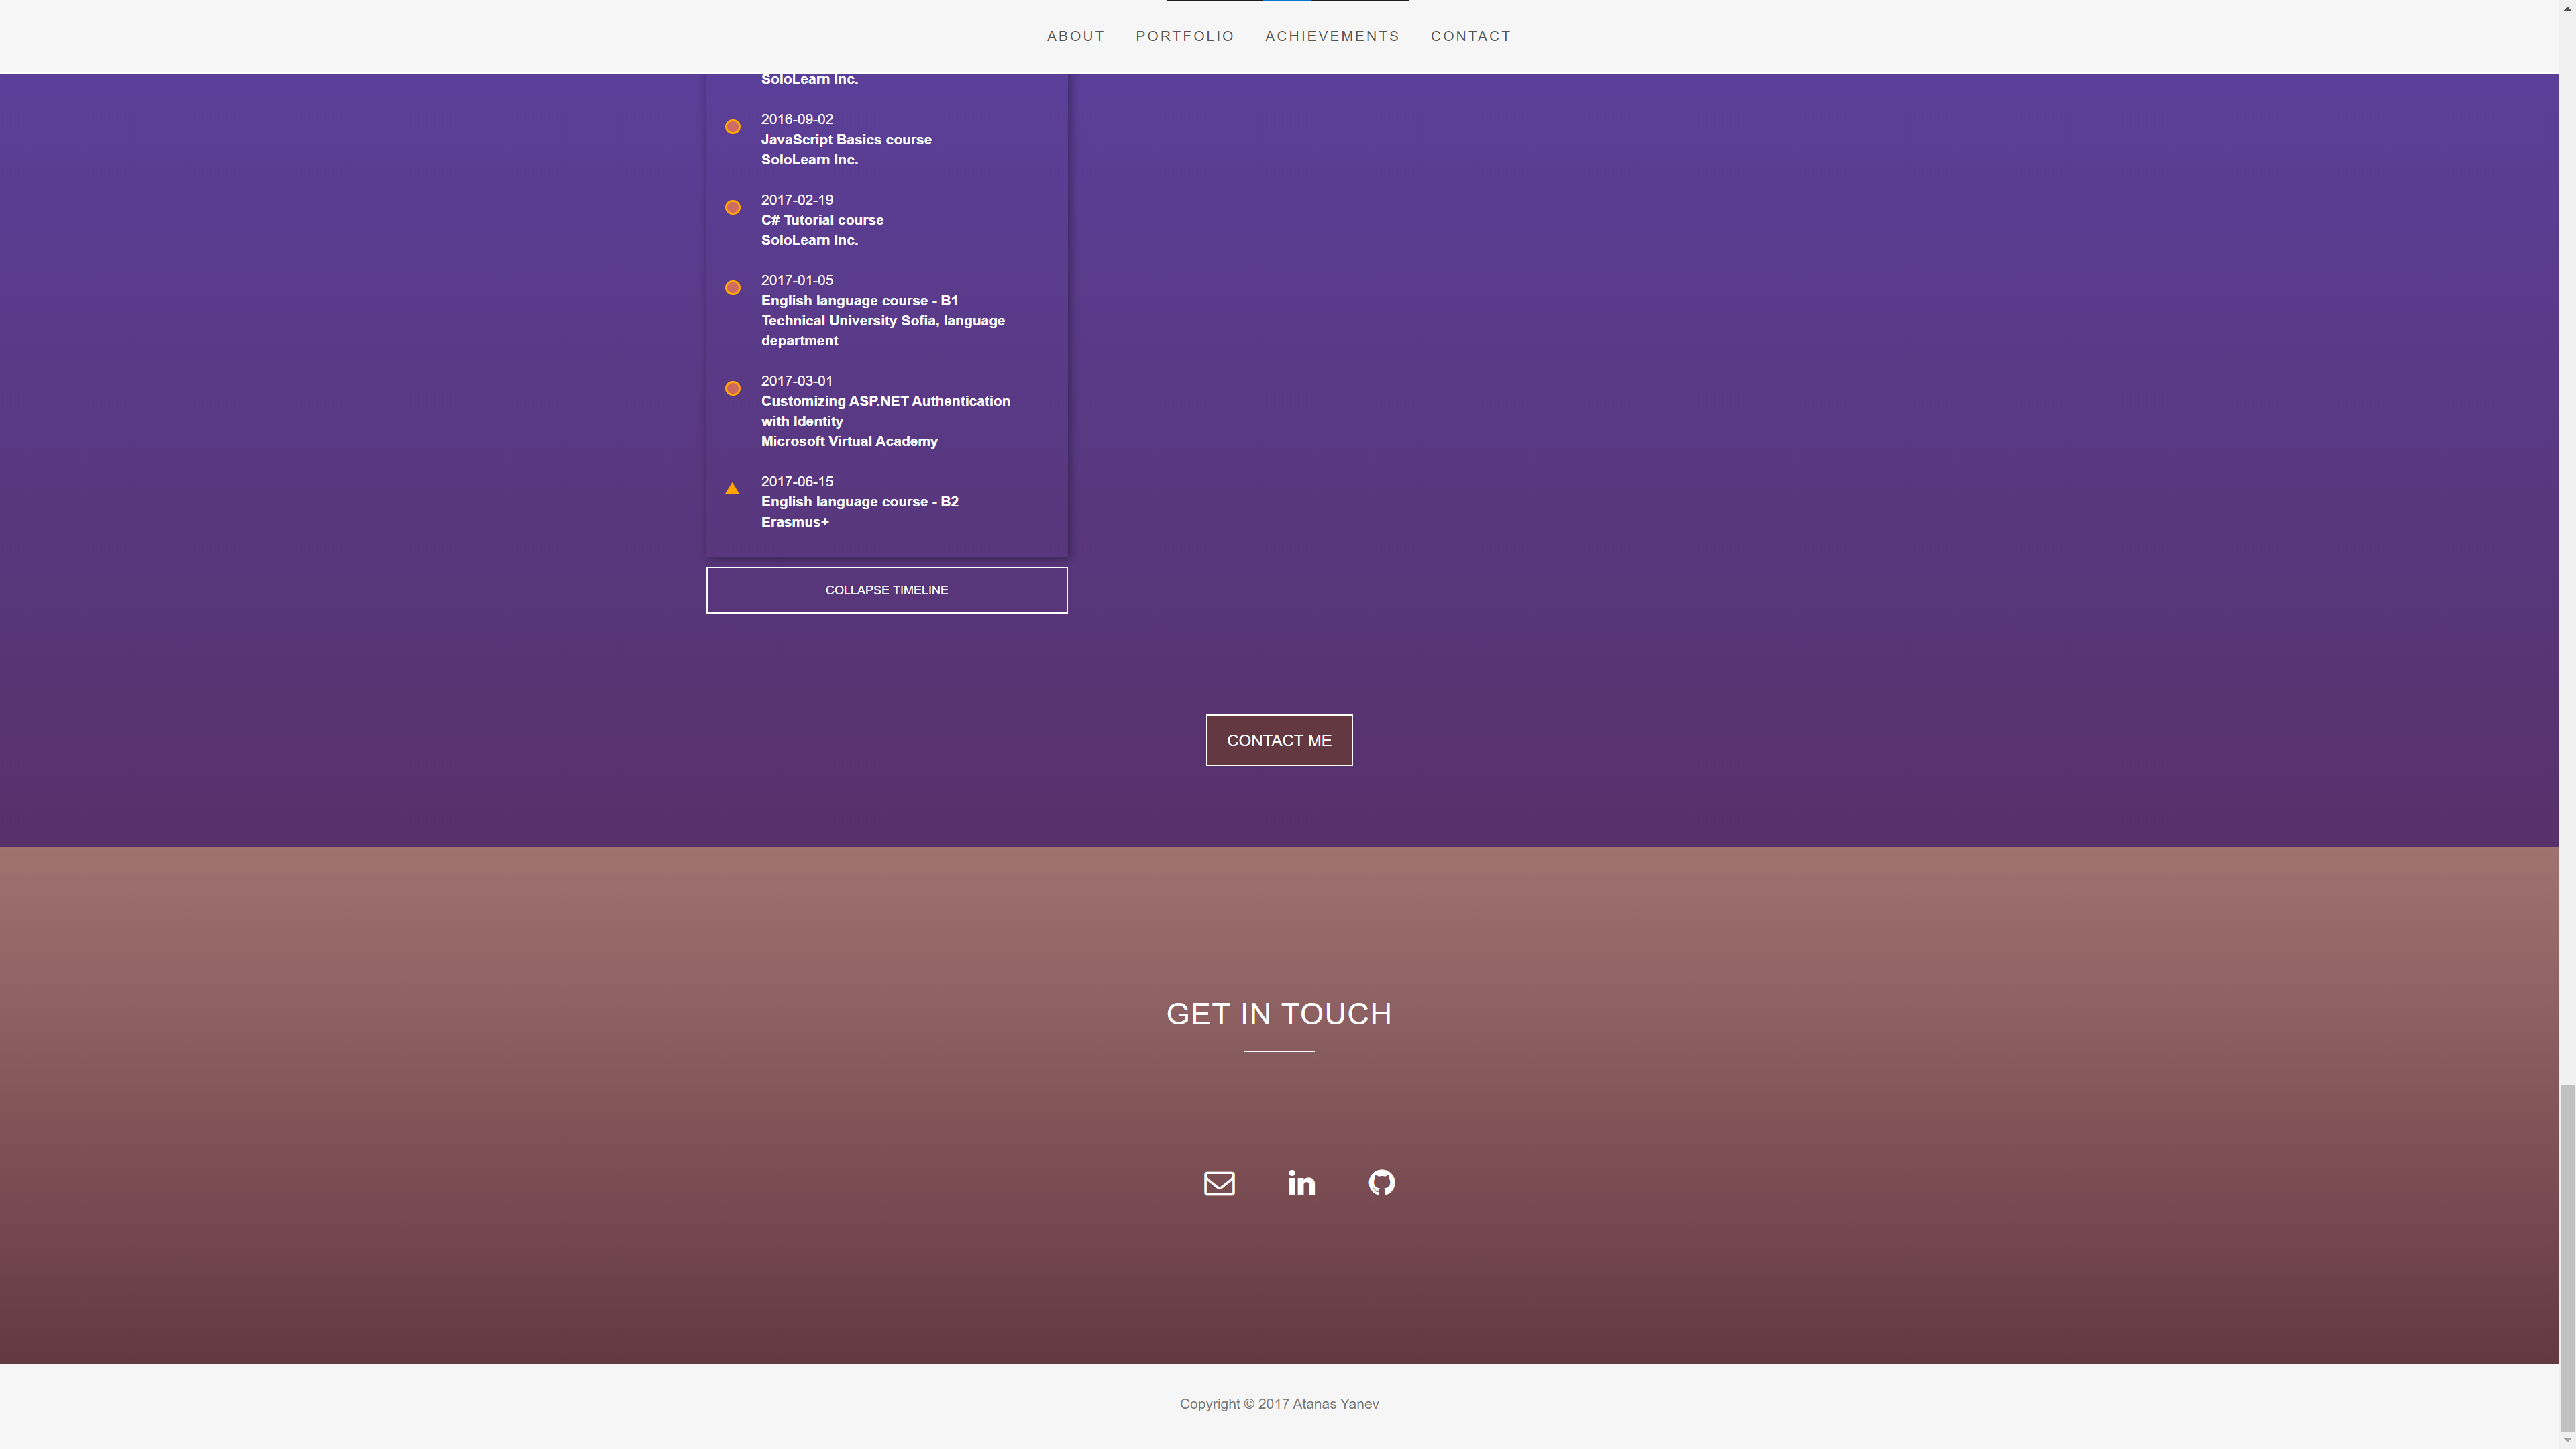 ABOUT PORTFOLIO ACHIEVEMENTS CONTACT
SoloLearn Inc.
2016-09-02
JavaScript Basics course
SoloLearn Inc.
2017-02-19
C# Tutorial course
SoloLearn Inc.
2017-01-05
English language course - B1
Technical University Sofia, language
department
2017-03-01
Customizing ASP.NET Authentication
with Identity
Microsoft Virtual Academy
2017-06-15
English language course - B2
Erasmus+
COLLAPSE TIMELINE
CONTACT ME
GET IN TOUCH
in
Copyright © 2017 Atanas Yanev